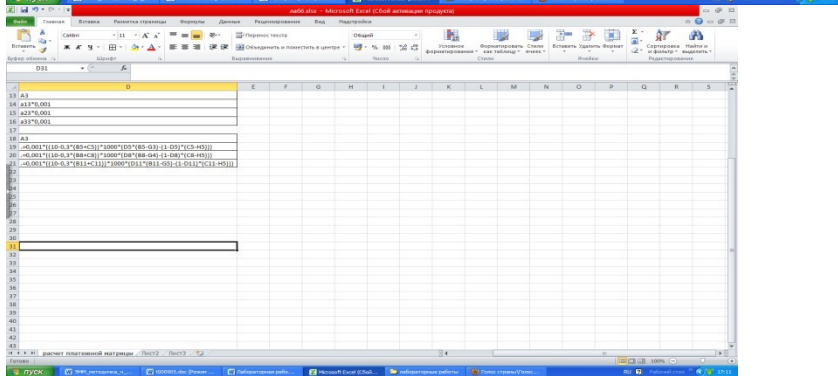 лаб6.xlsx - Microsoft Excel (Сбой активации продукта)
Файл Главная Вставка Разметка страницы Формулы Данные Рецензирование Вид Надстройки
Вставить
Calibri 11
Ж К Ч
Перенос текста
Объединить и поместить в центре
Общий
Условное форматирование
Форматировать как таблицу
Стили ячеек
Вставить Удалить Формат
Сортировка и фильтр
Найти и выделить
Буфер обмена Шрифт Выравнивание Число Стили Ячейки Редактирование
D31 fx
D E F G H I J K L M N O P Q R S
13 A3
14 a13*0,001
15 a23*0,001
16 a33*0,001
17
18 A3
19 .=0,001*((10-0,3*(B5+C5))*1000*(D5*(B5-G3)-(1-D5)*(C5-H5)))
20 .=0,001*((10-0,3*(B8+C8))*1000*(D8*(B8-G4)-(1-D8)*(C8-H5)))
21 .=0,001*((10-0,3*(B11+C11))*1000*(D11*(B11-G5)-(1-D11)*(C11-H5)))
22
23
24
25
26
27
28
29
30
31
32
33
34
35
36
37
38
39
40
41
42
43
расчет платежной матрицы Лист2 Лист3
Готово 100%
пуск Лабораторная рабо... Microsoft Excel (Сбой... лабораторные работы Голос страны/Голос... RU 17:11